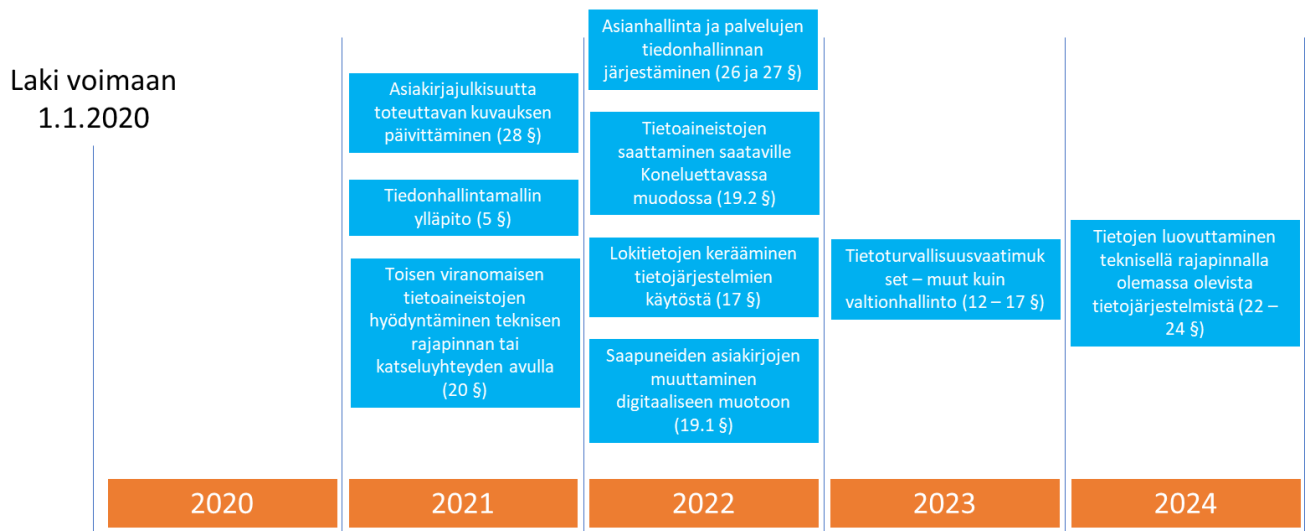 Laki voimaan
1.1.2020
Asiakirjajulkisuutta
toteuttavan kuvauksen
päivittäminen (28 §)
Tiedonhallintamallin
ylläpito (5 §)
Toisen viranomaisen
tietoaineistojen
hyödyntäminen teknisen
rajapinnan tai
katseluyhteyden avulla
(20 §)
Asianhallinta ja palvelujen
tiedonhallinnan
järjestäminen (26 ja 27 §)
Tietoaineistojen
saattaminen saataville
Koneluettavassa
muodossa (19.2 §)
Lokitietojen kerääminen
tietojärjestelmien
käytöstä (17 §)
Saapuneiden asiakirjojen
muuttaminen
digitaaliseen muotoon
(19.1 §)
Tietoturvallisuusvaatimuk
set – muut kuin
valtionhallinto (12 – 17 §)
Tietojen luovuttaminen
teknisellä rajapinnalla
olemassa olevista
tietojärjestelmistä (22 –
24 §)
2020
2021
2022
2023
2024